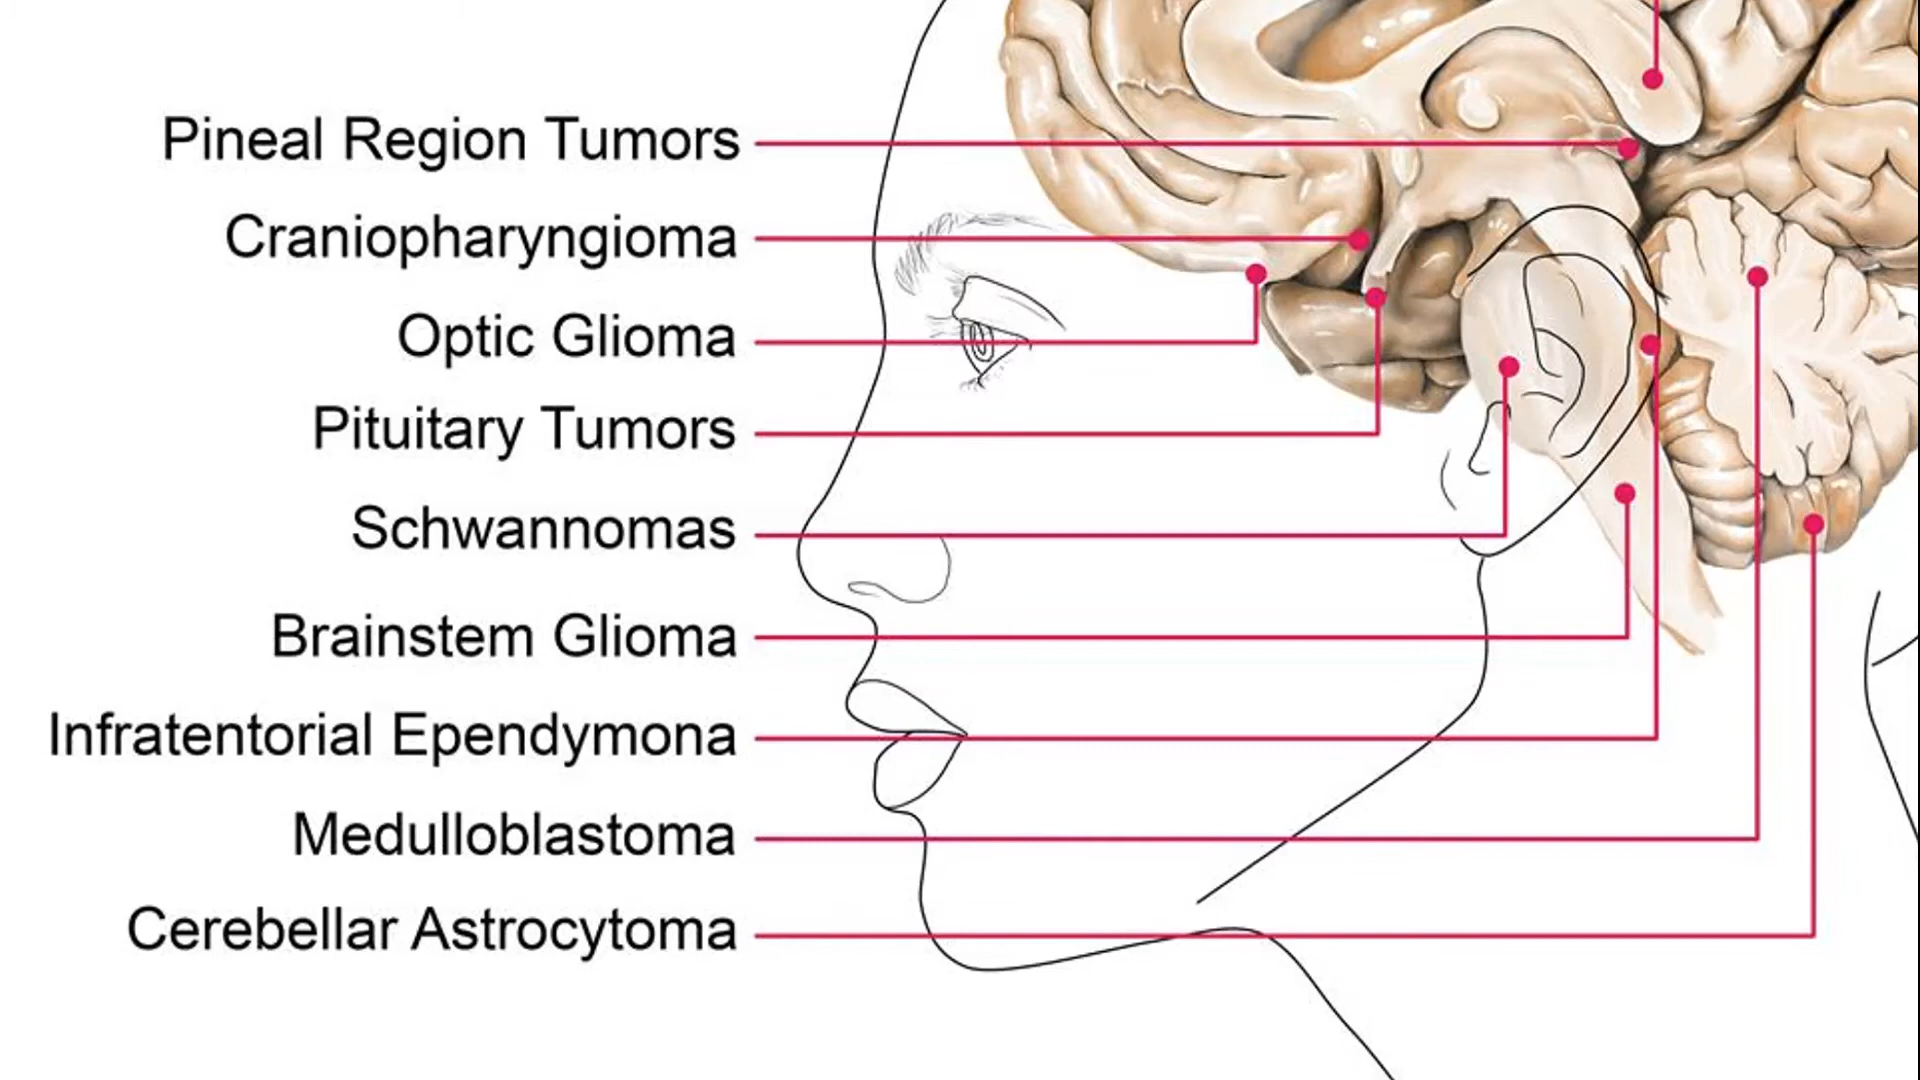 Pineal Region Tumors
Craniopharyngioma
Optic Glioma
Pituitary Tumors
Schwannomas
Brainstem Glioma
Infratentorial Ependymona
Medulloblastoma
Cerebellar Astrocytoma